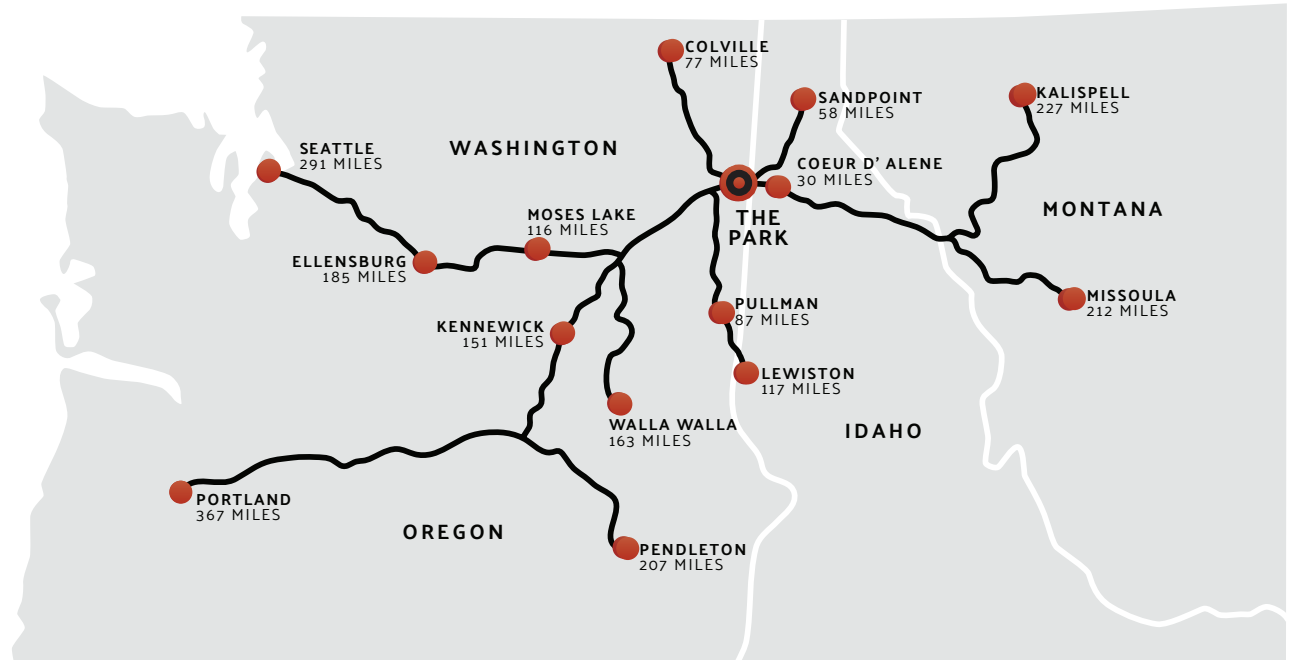 COLVILLE
77 MILES
SANDPOINT
58 MILES
KALISPELL
227 MILES
SEATTLE
291 MILES
WASHINGTON
COEUR D' ALENE
30 MILES
MONTANA
THE
PARK
MOSES LAKE
116 MILES
ELLENSBURG
185 MILES
MISSOULA
212 MILES
PULLMAN
87 MILES
KENNEWICK
151 MILES
LEWISTON
117 MILES
WALLA WALLA
163 MILES
IDAHO
PORTLAND
367 MILES
OREGON
PENDLETON
207 MILES